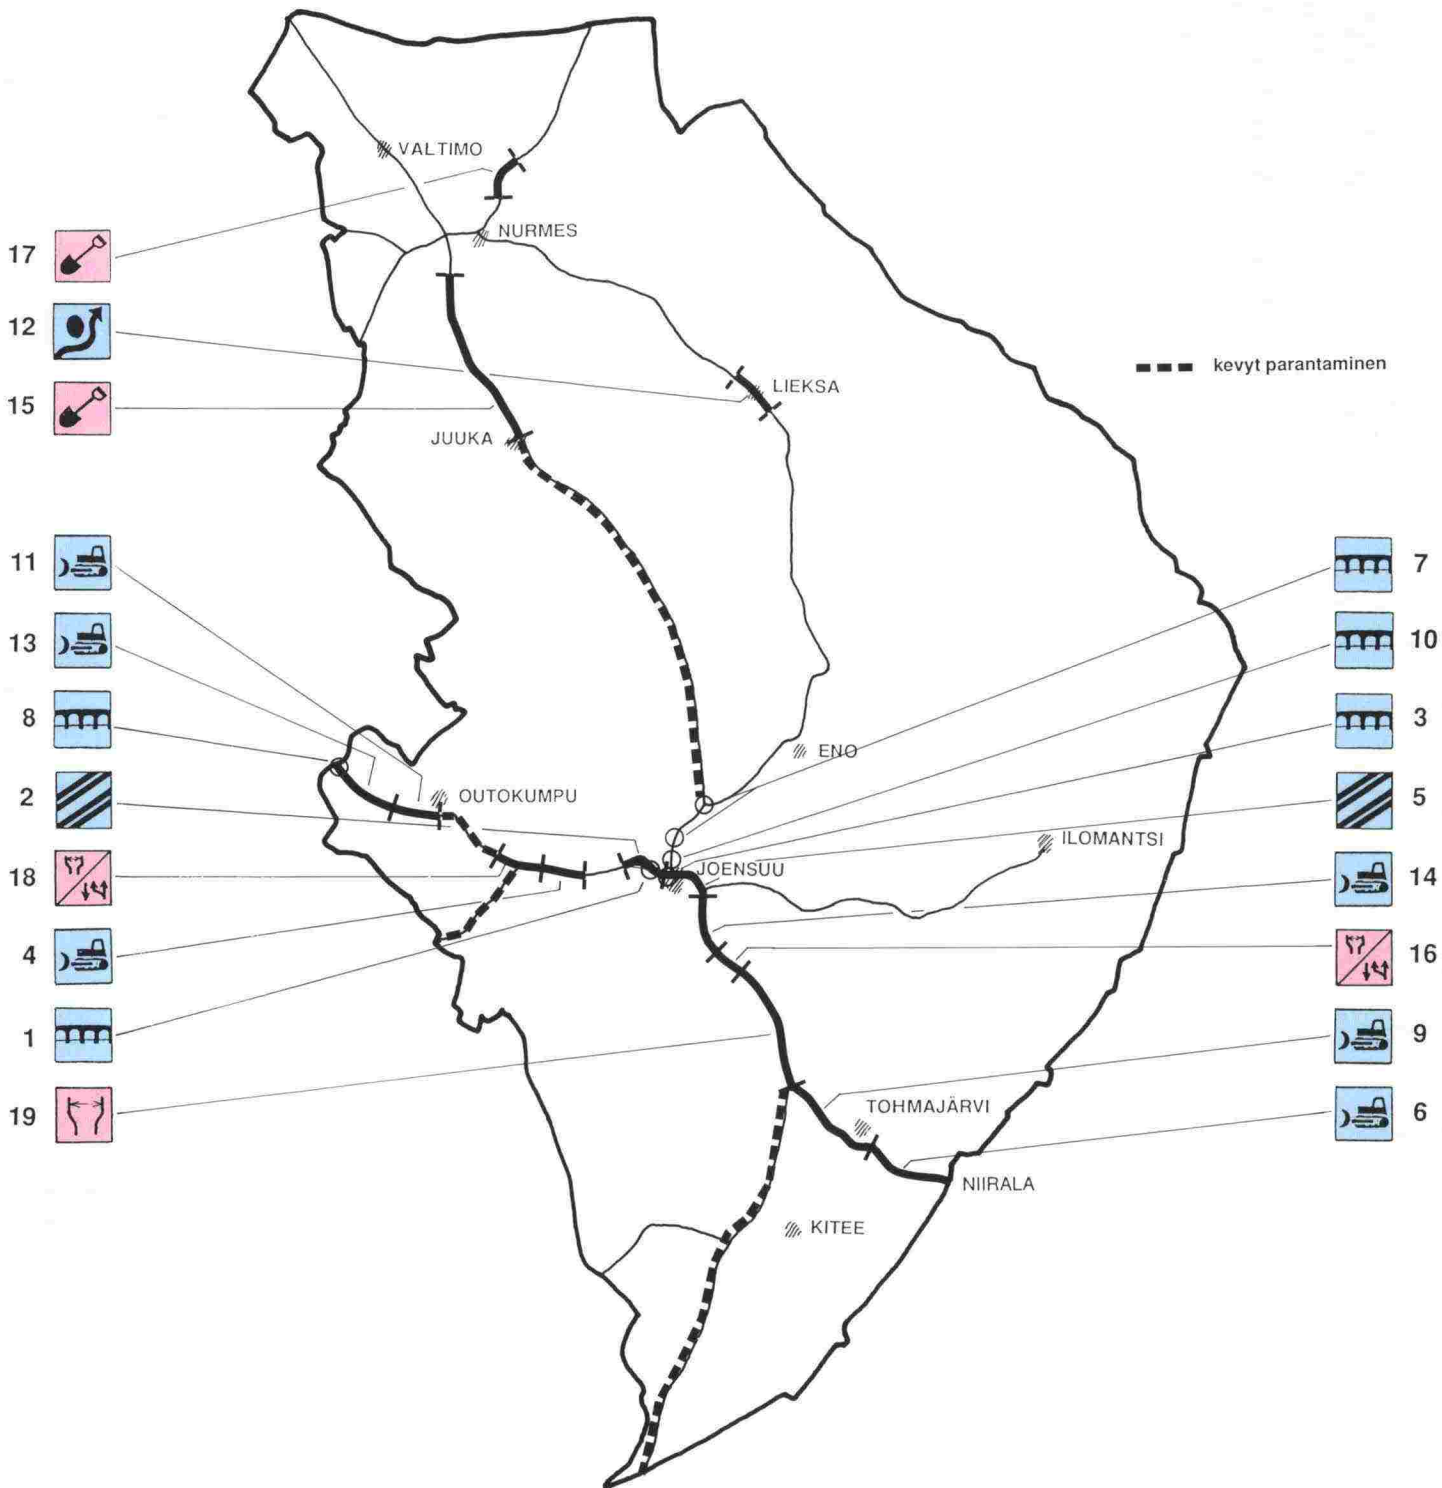 VALTIMO
NURMES
17
12
15
LIEKSA
kevyt parantaminen
JUUKA
11
13
8
2
18
4
1
19
7
10
3
5
14
16
9
6
ENO
OUTOKUMPU
ILOMANTSI
JOENSUU
TOHMAJÄRVI
NIIRALA
KITEE